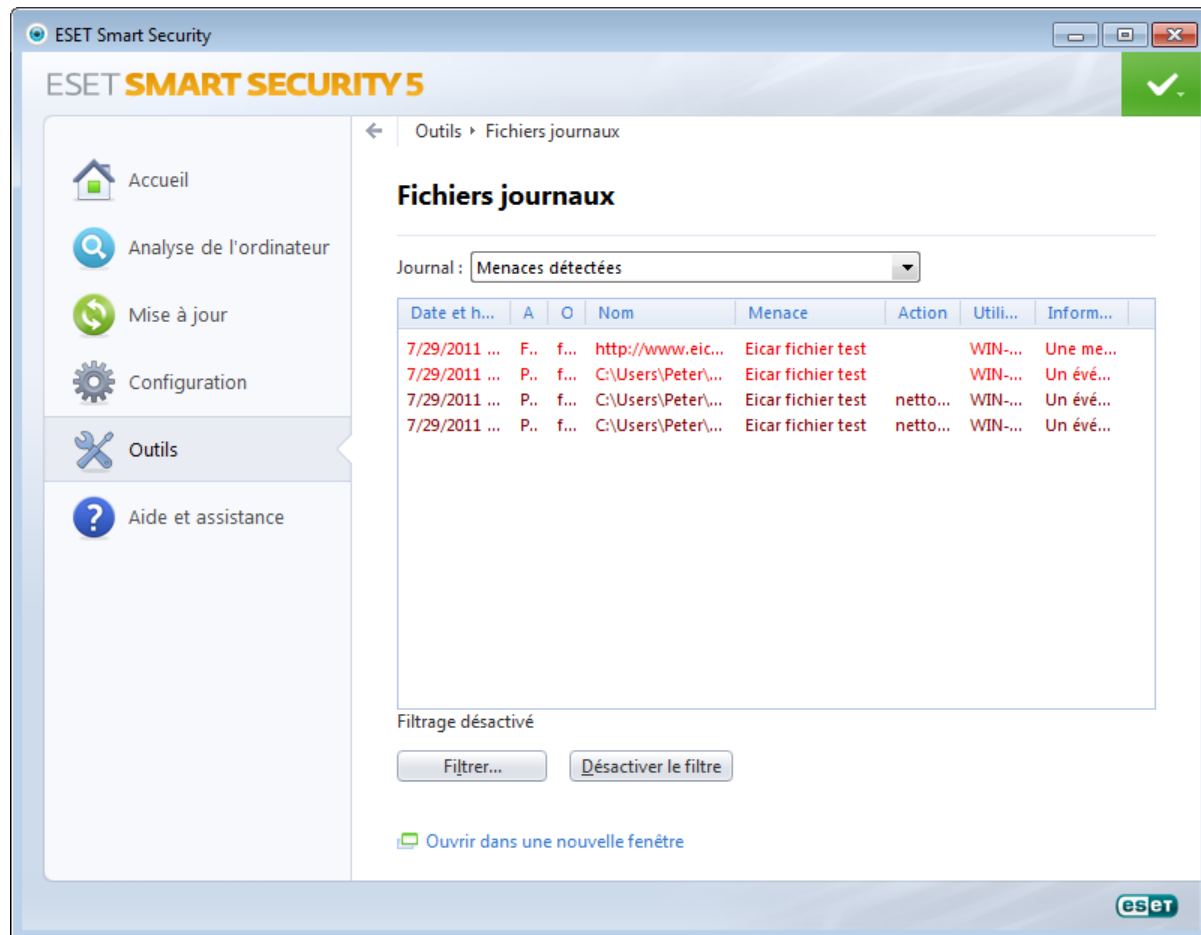 ESET Smart Security
ESET SMART SECURITY 5
Outils ▸ Fichiers journaux
Accueil
Analyse de l'ordinateur
Mise à jour
Configuration
Outils
Aide et assistance
Fichiers journaux
Journal : Menaces détectées
Date et h... A O Nom Menace Action Utili... Inform...
7/29/2011 ... F.. f... http://www.eic... Eicar fichier test WIN-... Une me...
7/29/2011 ... P.. f... C:\Users\Peter\... Eicar fichier test WIN-... Un évé...
7/29/2011 ... P.. f... C:\Users\Peter\... Eicar fichier test netto... WIN-... Un évé...
7/29/2011 ... P.. f... C:\Users\Peter\... Eicar fichier test netto... WIN-... Un évé...
Filtrage désactivé
Filtrer... Désactiver le filtre
Ouvrir dans une nouvelle fenêtre
eset